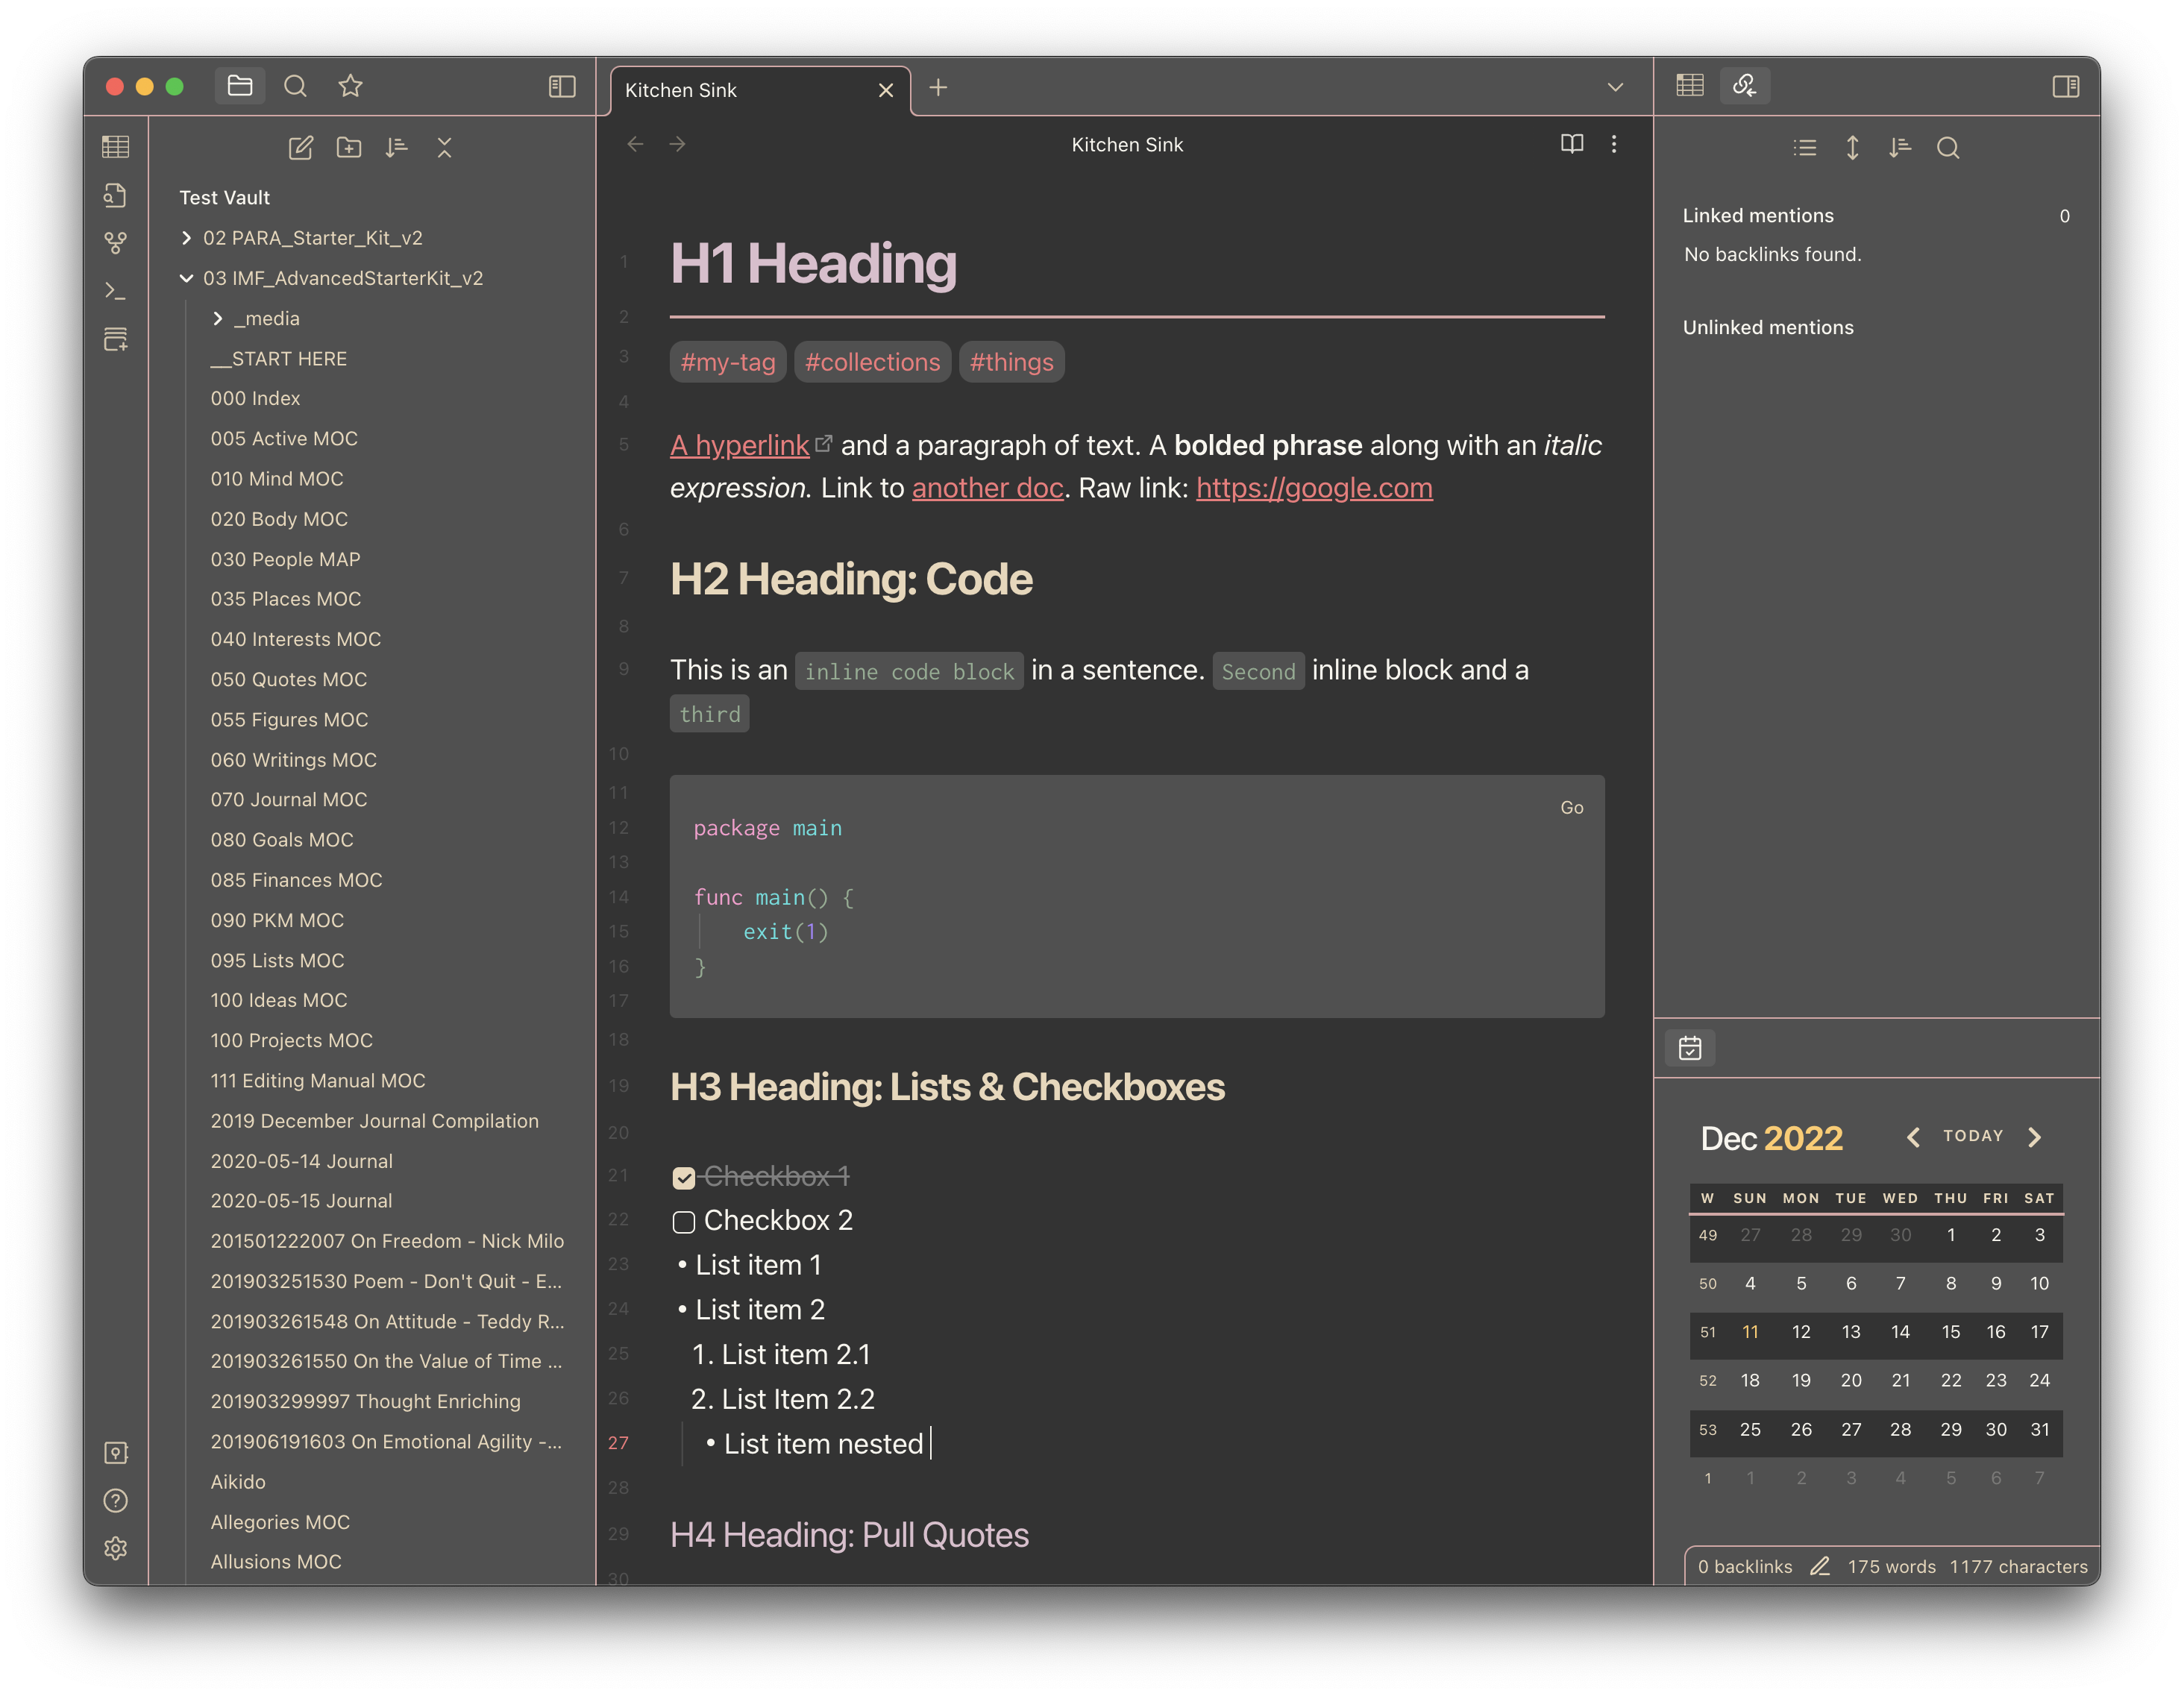 Kitchen Sink
Test Vault
02 PARA_Starter_Kit_v2
03 IMF_AdvancedStarterKit_v2
_media
__START HERE
000 Index
005 Active MOC
010 Mind MOC
020 Body MOC
030 People MAP
035 Places MOC
040 Interests MOC
050 Quotes MOC
055 Figures MOC
060 Writings MOC
070 Journal MOC
080 Goals MOC
085 Finances MOC
090 PKM MOC
095 Lists MOC
100 Ideas MOC
100 Projects MOC
111 Editing Manual MOC
2019 December Journal Compilation
2020-05-14 Journal
2020-05-15 Journal
201501222007 On Freedom - Nick Milo
201903251530 Poem - Don't Quit - E...
201903261548 On Attitude - Teddy R...
201903261550 On the Value of Time ...
201903299997 Thought Enriching
201906191603 On Emotional Agility -...
Aikido
Allegories MOC
Allusions MOC
Kitchen Sink
1 H1 Heading
2
3 #my-tag #collections #things
4
5 A hyperlink and a paragraph of text. A bolded phrase along with an italic
expression. Link to another doc. Raw link: https://google.com
6
7 H2 Heading: Code
8
9 This is an inline code block in a sentence. Second inline block and a
third
10
11
Go
12 package main
13
14 func main() {
15 exit(1)
16 }
17
18
19 H3 Heading: Lists & Checkboxes
20
21 Checkbox 1
22 Checkbox 2
23 • List item 1
24 • List item 2
25 1. List item 2.1
26 2. List Item 2.2
27 • List item nested
28
29 H4 Heading: Pull Quotes
30
Linked mentions 0
No backlinks found.
Unlinked mentions
Dec 2022 TODAY
W SUN MON TUE WED THU FRI SAT
49 27 28 29 30 1 2 3
50 4 5 6 7 8 9 10
51 11 12 13 14 15 16 17
52 18 19 20 21 22 23 24
53 25 26 27 28 29 30 31
1 1 2 3 4 5 6 7
0 backlinks 175 words 1177 characters